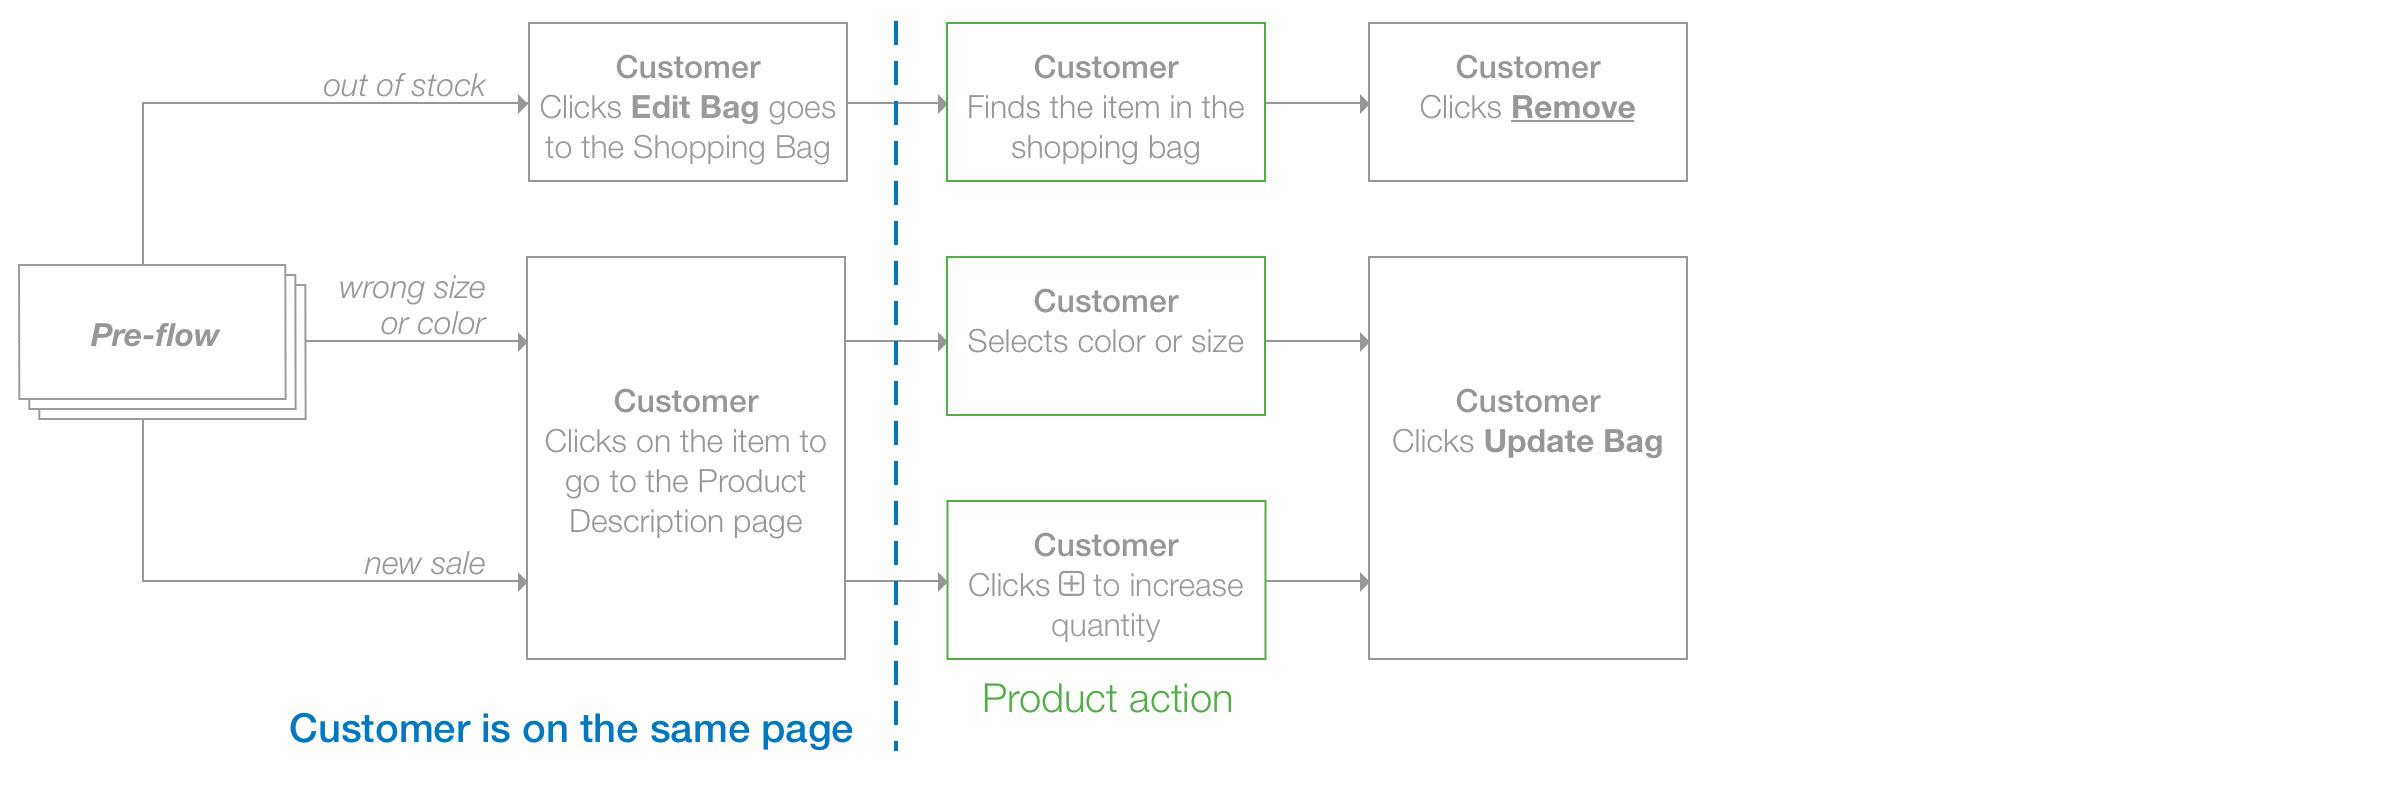 out of stock
Customer
Clicks Edit Bag goes
to the Shopping Bag
Customer
Finds the item in the
shopping bag
Customer
Clicks Remove
Pre-flow
wrong size
or color
new sale
Customer
Clicks on the item to
go to the Product
Description page
Customer
Selects color or size
Customer
Clicks + to increase
quantity
Customer
Clicks Update Bag
Product action
Customer is on the same page